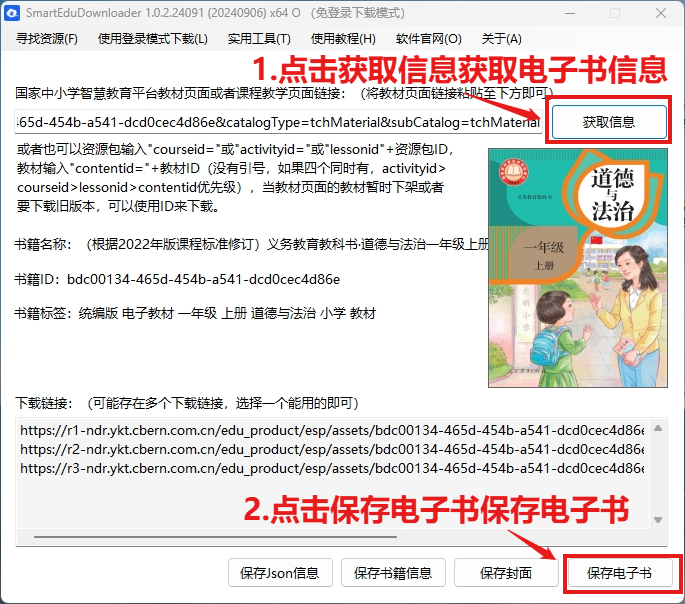 SmartEduDownloader 1.0.2.24091 (20240906) x64 O （免登录下载模式）
寻找资源(F) 使用登录模式下载(L) 实用工具(T) 使用教程(H) 软件官网(O) 关于(A)
1.点击获取信息获取电子书信息
国家中小学智慧教育平台教材页面或者课程教学页面链接：（将教材页面链接粘贴至下方即可）
465d-454b-a541-dcd0cec4d86e&catalogType=tchMaterial&subCatalog=tchMaterial
获取信息
或者也可以资源包输入"courseid="或"activityid="或"lessonid"+资源包ID，
教材输入"contentid="+教材ID（没有引号，如果四个同时有，activityid>
courseid>lessonid>contentid优先级），当教材页面的教材暂时下架或者
要下载旧版本，可以使用ID来下载。
义务教育教科书
道德
与
法治
一年级
上册
书籍名称：（根据2022年版课程标准修订）义务教育教科书·道德与法治一年级上册
书籍ID：bdc00134-465d-454b-a541-dcd0cec4d86e
书籍标签：统编版 电子教材 一年级 上册 道德与法治 小学 教材
下载链接：（可能存在多个下载链接，选择一个能用的即可）
https://r1-ndr.ykt.cbern.com.cn/edu_product/esp/assets/bdc00134-465d-454b-a541-dcd0cec4d86e
https://r2-ndr.ykt.cbern.com.cn/edu_product/esp/assets/bdc00134-465d-454b-a541-dcd0cec4d86e
https://r3-ndr.ykt.cbern.com.cn/edu_product/esp/assets/bdc00134-465d-454b-a541-dcd0cec4d86e
2.点击保存电子书保存电子书
保存Json信息 保存书籍信息 保存封面 保存电子书